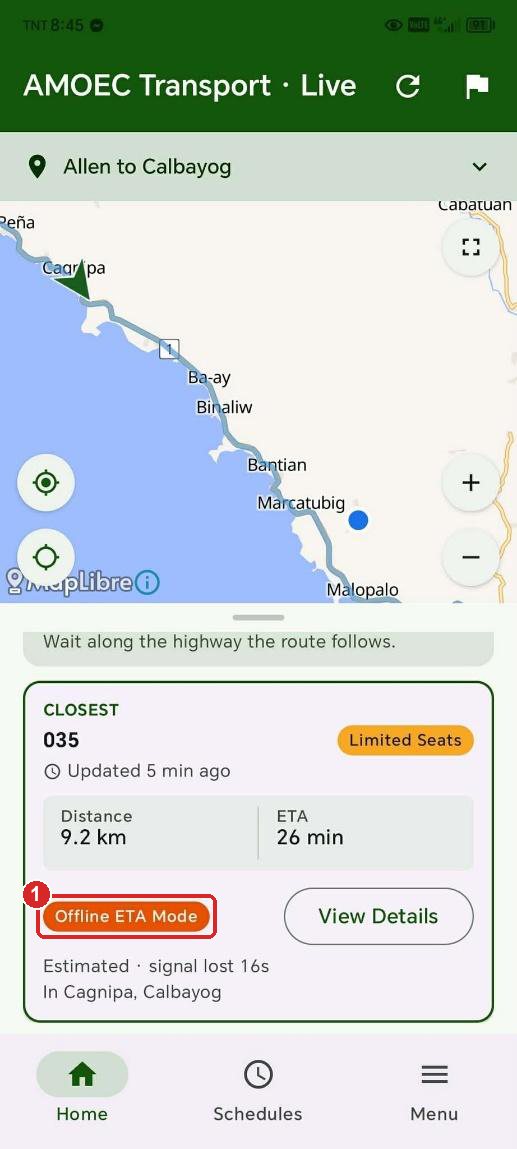 TNT 8:45
91
AMOEC Transport · Live
Allen to Calbayog
Cabatuan
Peña
Cagnipa
1
Ba-ay
Binaliw
Bantian
Marcatubig
MapLibre
Malopalo
Wait along the highway the route follows.
CLOSEST
035
Limited Seats
Updated 5 min ago
Distance
ETA
9.2 km
26 min
1
Offline ETA Mode
View Details
Estimated · signal lost 16s
In Cagnipa, Calbayog
Home
Schedules
Menu